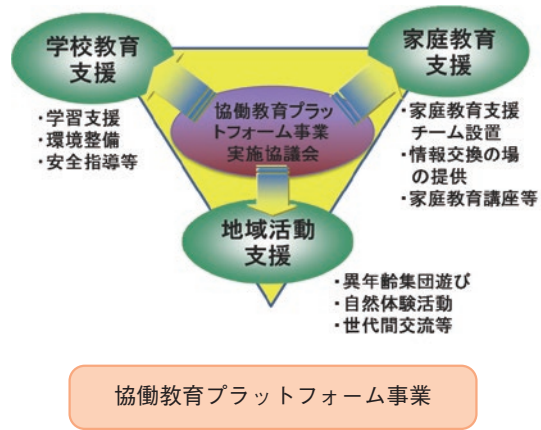 学校教育
支援
・学習支援
・環境整備
・安全指導等
家庭教育
支援
・家庭教育支援
チーム設置
・情報交換の場
の提供
・家庭教育講座等
協働教育プラッ
トフォーム事業
実施協議会
地域活動
支援
・異年齢集団遊び
・自然体験活動
・世代間交流等
協働教育プラットフォーム事業